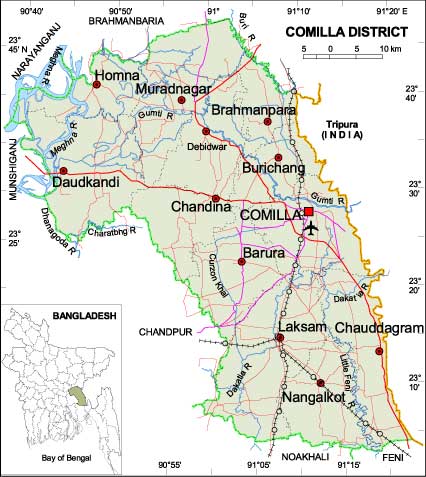 90°40'
50'
91°
91°10'
91°20'E
BRAHMANBARIA
COMILLA DISTRICT
5 0 5 10 km
23°
45'N
NARAYANGANJ
Meghna R
Buri R
Homna
Muradnagar
23°
40'
Gumti R
Brahmanpara
Tripura
(INDIA)
Meghna R
Debidwar
MUNSHIGANJ
Burichang
Daudkandi
23°
30'
Gumti R
Chandina
COMILLA
Dhanagoda R
Charatbhg R
23°
25'
Curzon Khal
Barura
23°
20'
Dakatia R
BANGLADESH
CHANDPUR
Laksam
Chauddagram
Dakatia R
Little Feni R
23°
10'
Nangalkot
Bay of Bengal
NOAKHALI
FENI
90°55'
91°05'
91°15'E